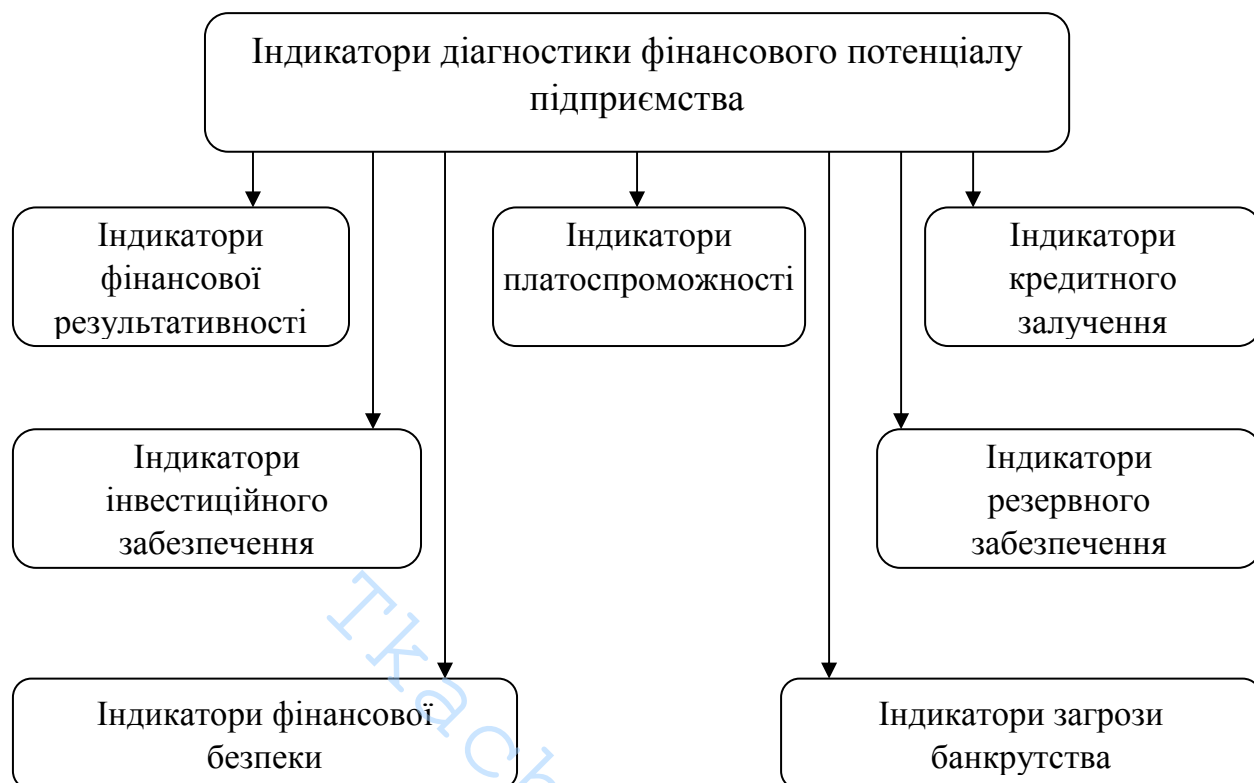 Індикатори діагностики фінансового потенціалу
підприємства
Індикатори
фінансової
результативності
Індикатори
платоспроможності
Індикатори
кредитного
залучення
Індикатори
інвестиційного
забезпечення
Індикатори
резервного
забезпечення
Індикатори фінансової
безпеки
Індикатори загрози
банкрутства